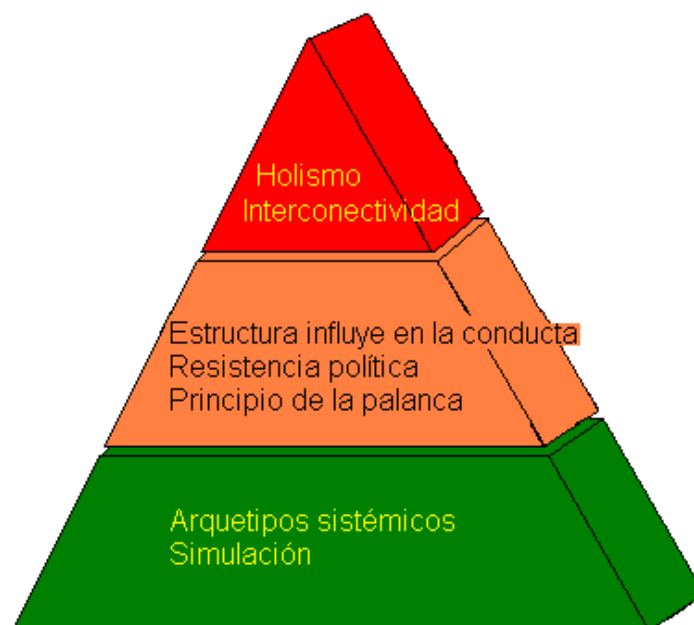 Holismo
Interconectividad
Estructura influye en la conducta
Resistencia política
Principio de la palanca
Arquetipos sistémicos
Simulación